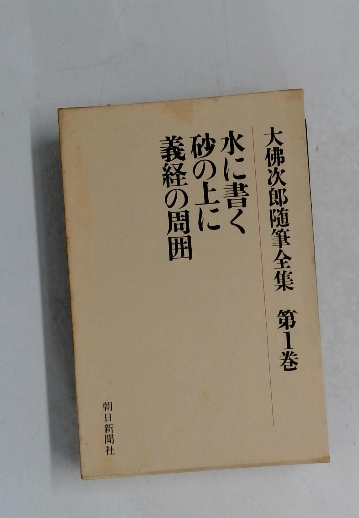 大佛次郎随筆全集 第1巻
水に書く
砂の上に
義経の周囲
朝日新聞社